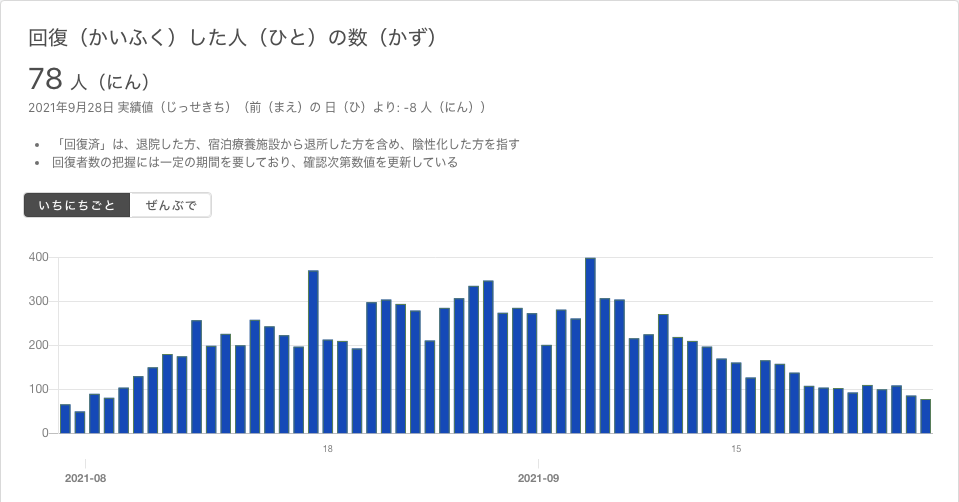 回復（かいふく）した人（ひと）の数（かず）
78 人（にん）
2021年9月28日 実績値（じっせきち）（前（まえ）の 日（ひ）より: -8 人（にん））
• 「回復済」は、退院した方、宿泊療養施設から退所した方を含め、陰性化した方を指す
• 回復者数の把握には一定の期間を要しており、確認次第数値を更新している
いちにちごと ぜんぶで
400
300
200
100
0
18 15
2021-08 2021-09